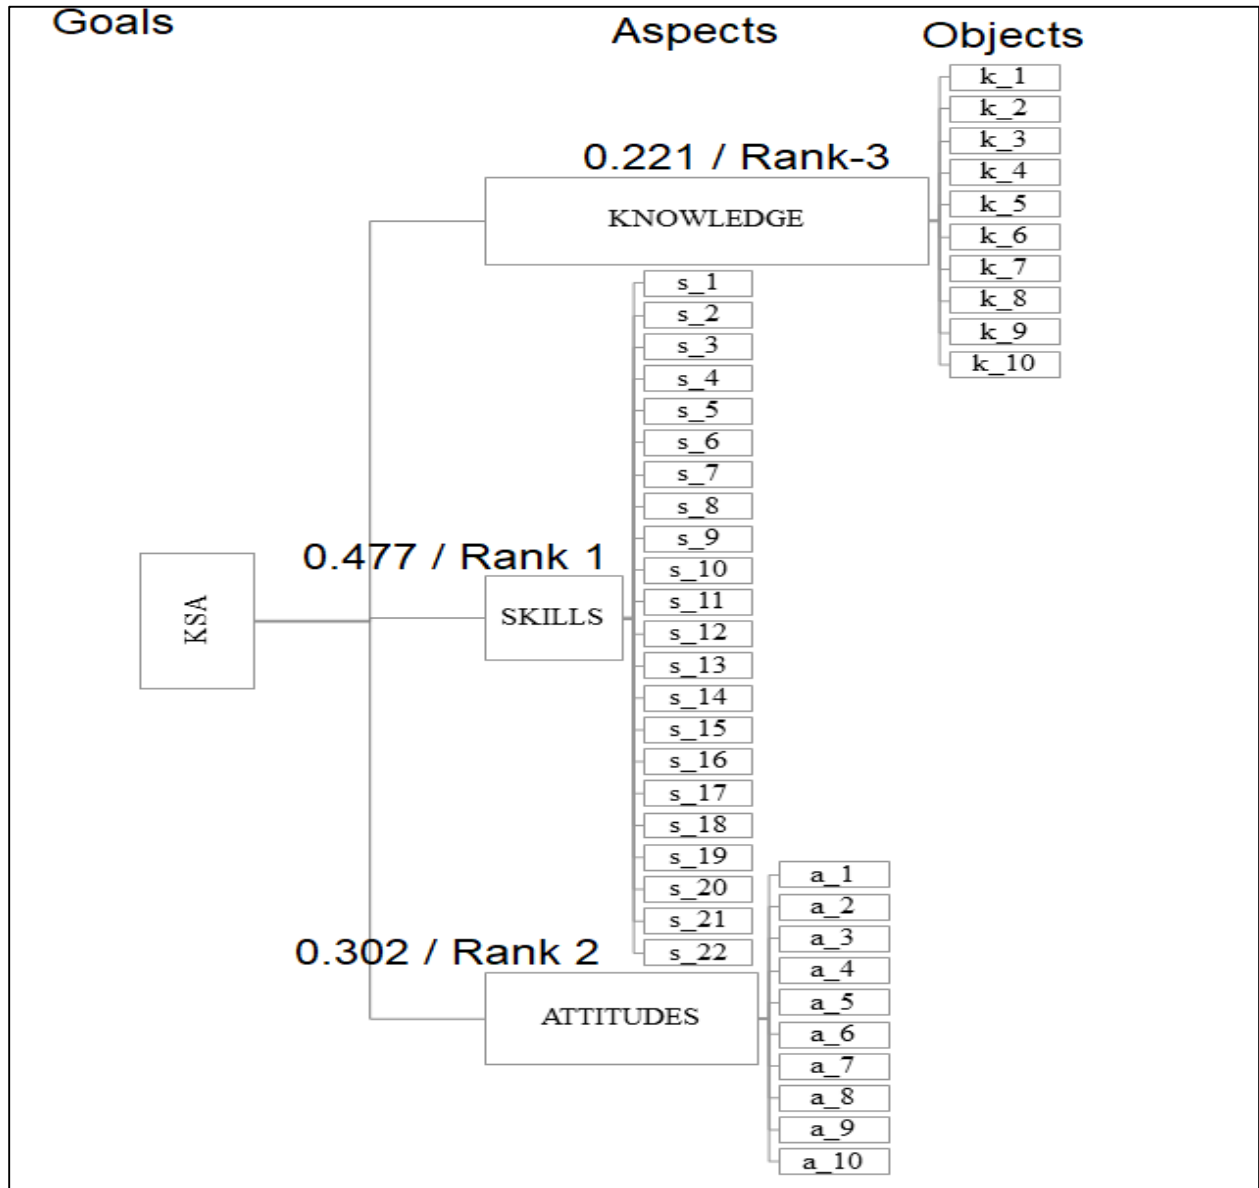 Goals
Aspects
Objects
k_1
k_2
k_3
k_4
k_5
k_6
k_7
k_8
k_9
k_10
0.221 / Rank-3
KNOWLEDGE
s_1
s_2
s_3
s_4
s_5
s_6
s_7
s_8
s_9
s_10
s_11
s_12
s_13
s_14
s_15
s_16
s_17
s_18
s_19
s_20
s_21
s_22
0.477 / Rank 1
SKILLS
KSA
0.302 / Rank 2
ATTITUDES
a_1
a_2
a_3
a_4
a_5
a_6
a_7
a_8
a_9
a_10